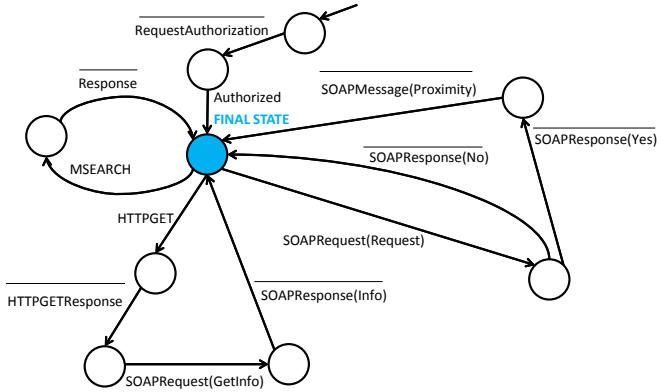 RequestAuthorization
Response
SOAPMessage(Proximity)
Authorized
FINAL STATE
SOAPResponse(Yes)
SOAPResponse(No)
MSEARCH
HTTPGET
SOAPRequest(Request)
HTTPGETResponse
SOAPResponse(Info)
SOAPRequest(GetInfo)